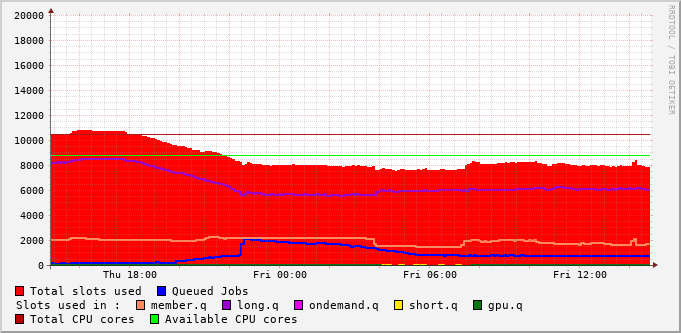 20000
18000
16000
14000
12000
10000
8000
6000
4000
2000
0
Thu 18:00 Fri 00:00 Fri 06:00 Fri 12:00
Total slots used Queued Jobs
Slots used in : member.q long.q ondemand.q short.q gpu.q
Total CPU cores Available CPU cores
RRDTOOL / TOBI OETIKER